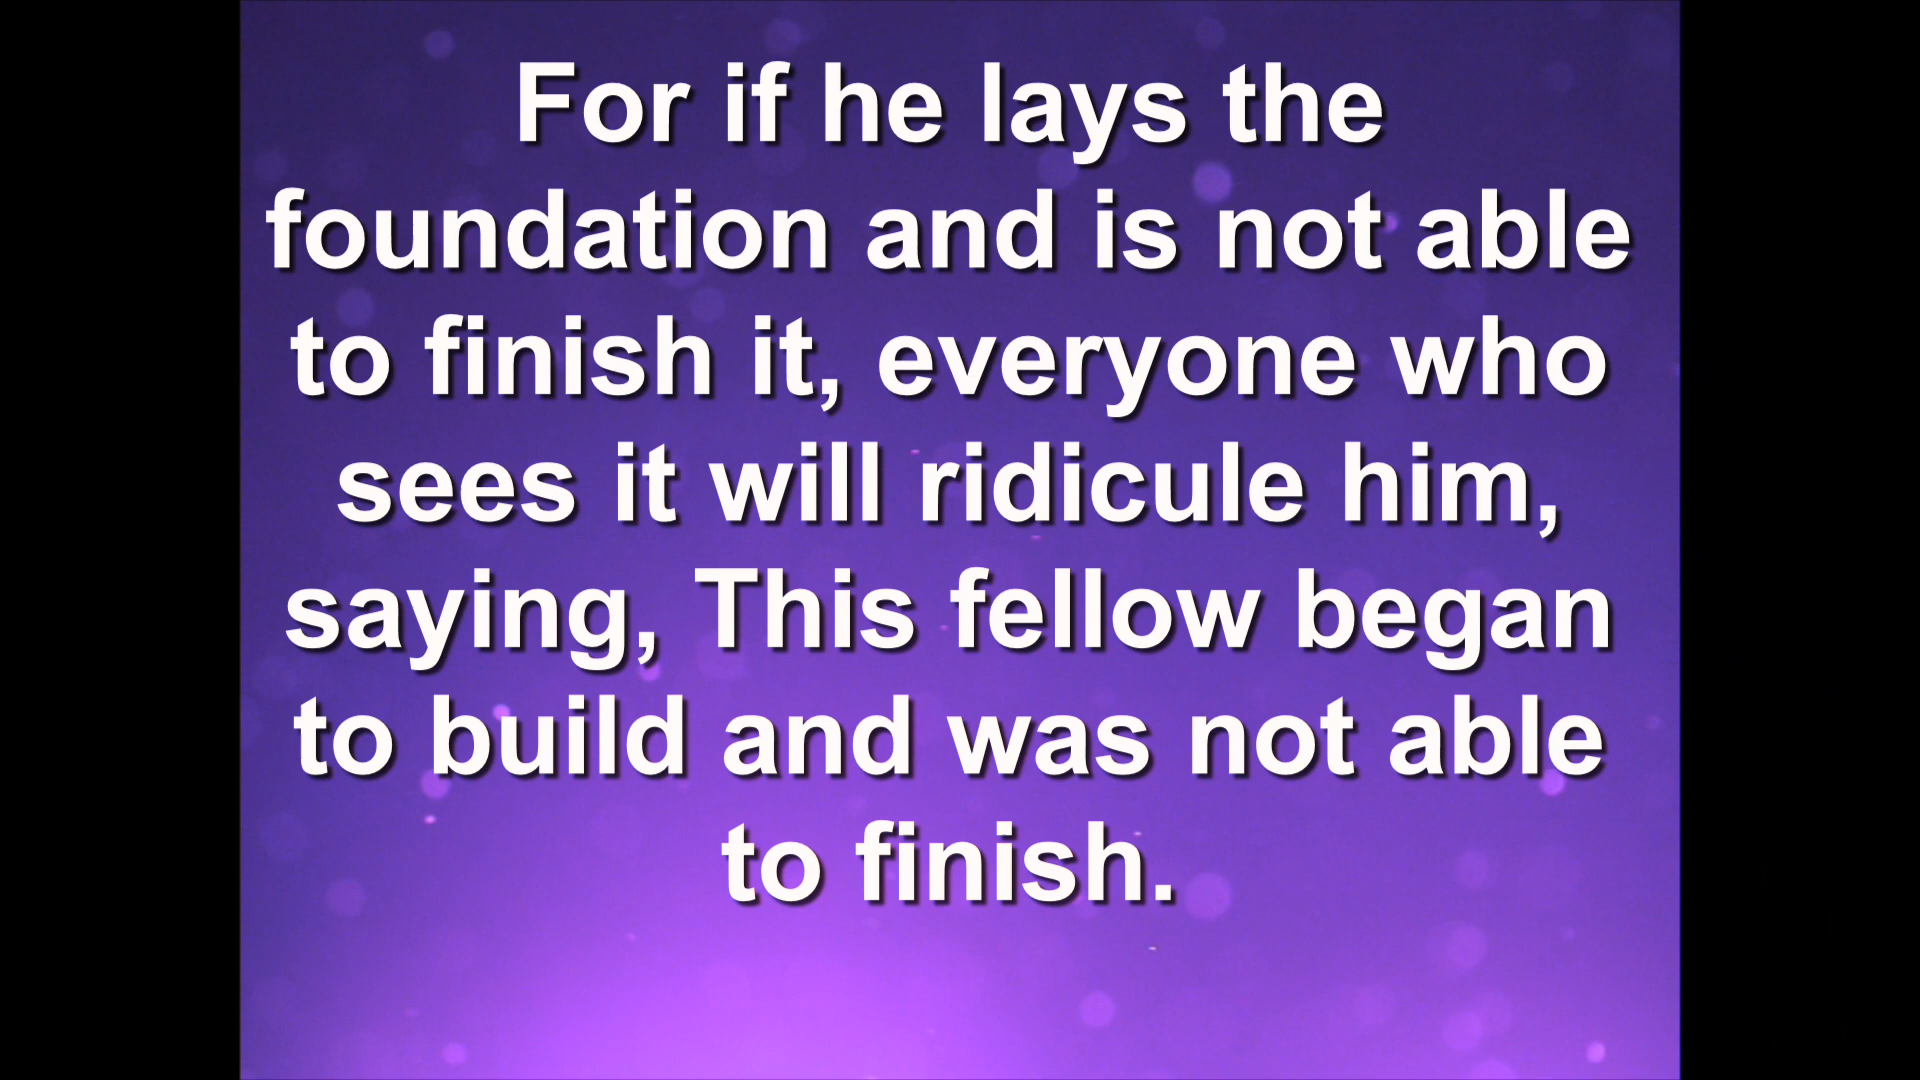 For if he lays the
foundation and is not able
to finish it, everyone who
sees it will ridicule him,
saying, This fellow began
to build and was not able
to finish.